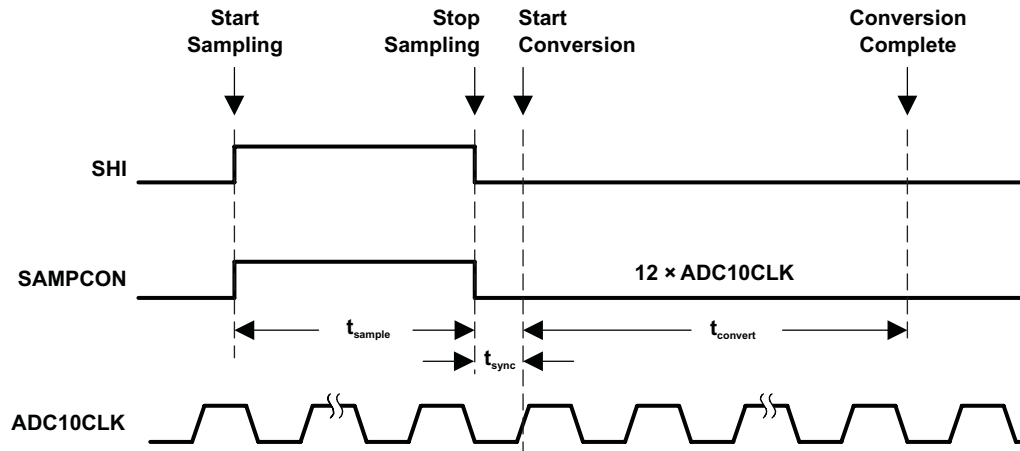 Start
Sampling
Stop
Sampling
Start
Conversion
Conversion
Complete
SHI
SAMPCON
12 × ADC10CLK
tsample
tconvert
tsync
ADC10CLK